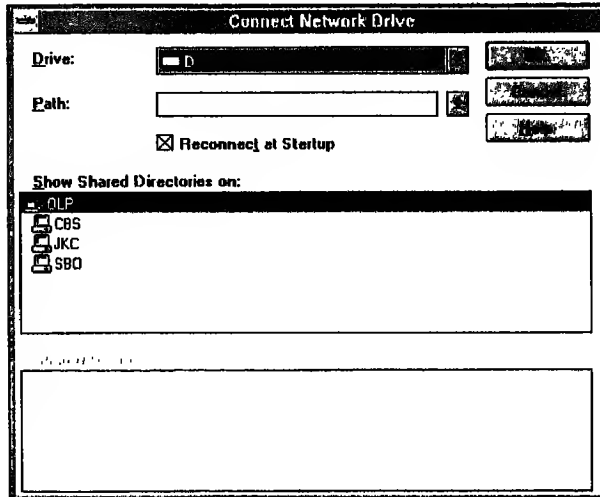 Connect Network Drive
Drive:
D
Path:
Reconnect at Startup
Show Shared Directories on:
OLP
CBS
JKC
SBO